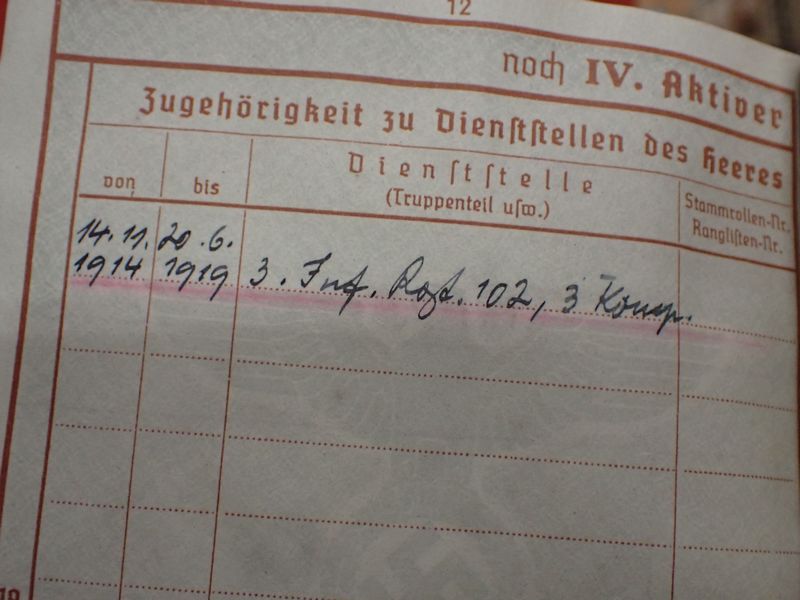 12
noch IV. Aktiver
Zugehörigkeit zu Dienststellen des Heeres
von
bis
Dienststelle
(Truppenteil usw.)
Stammrollen-Nr.
Ranglisten-Nr.
14.11. 20.6.
1914 1919 3. Inf. Rgt. 102, 3 Komp.
19